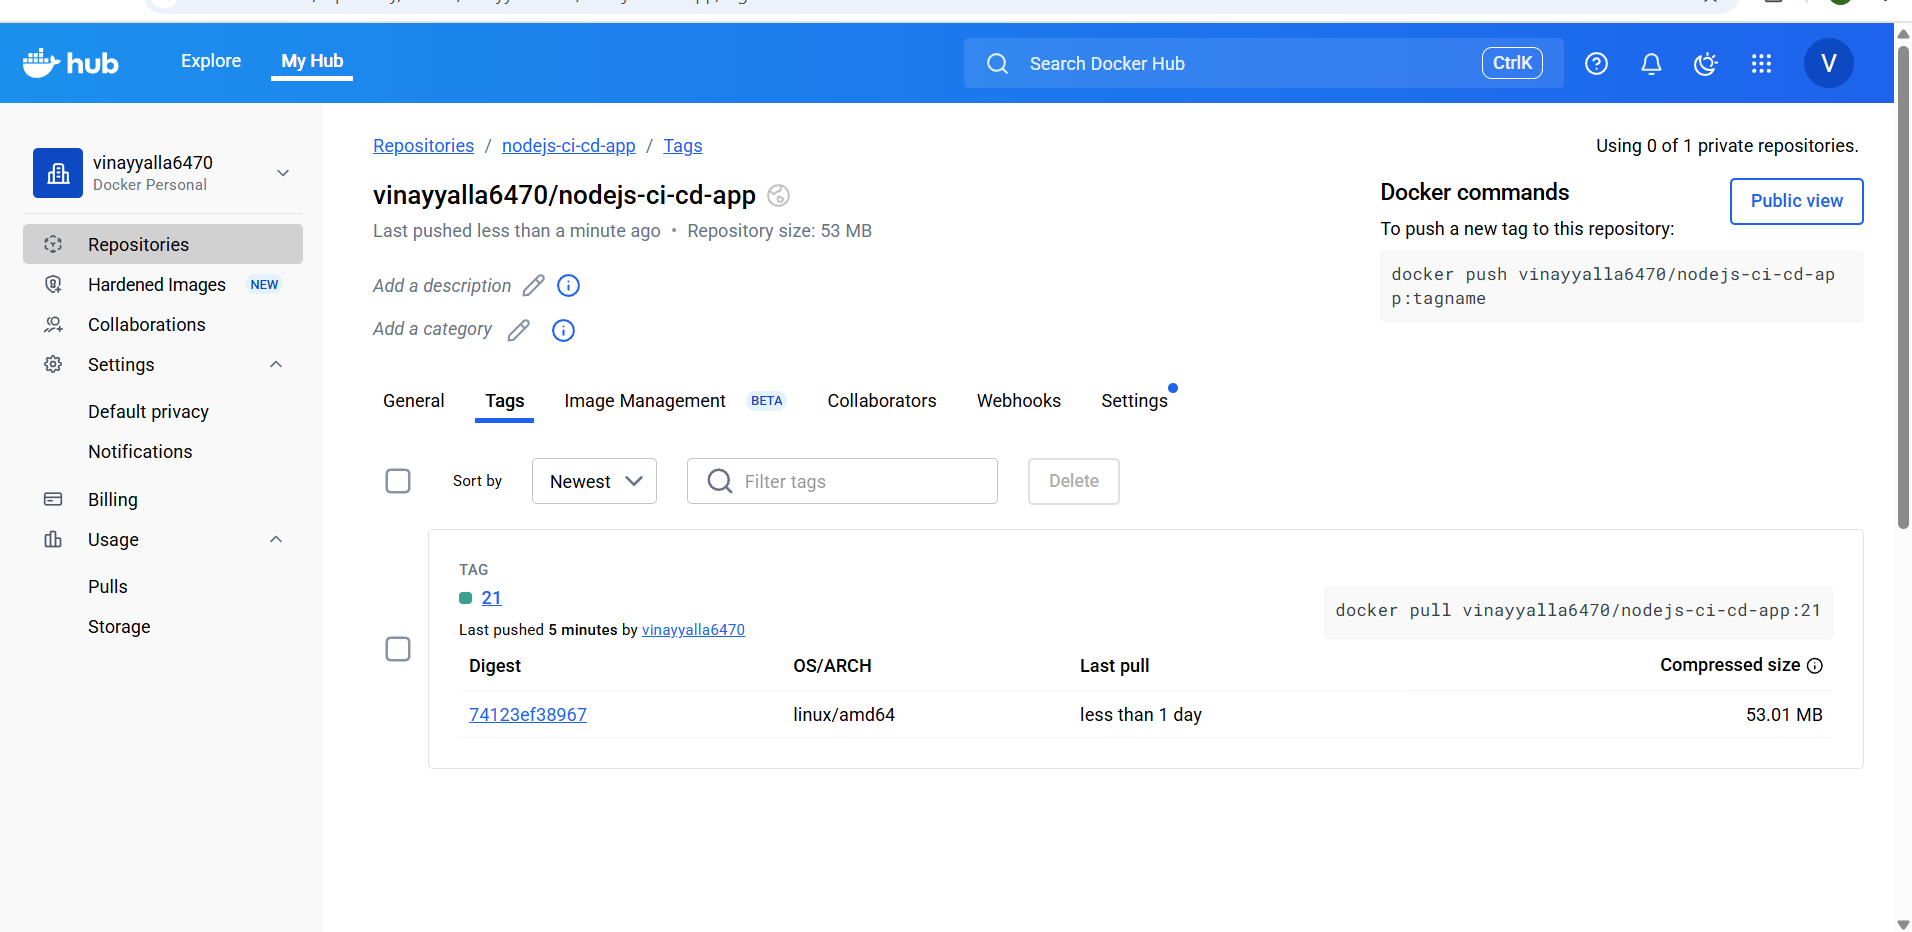 hub
Explore
My Hub
Search Docker Hub
CtrlK
V
vinayyalla6470
Docker Personal
Repositories
Hardened Images NEW
Collaborations
Settings
Default privacy
Notifications
Billing
Usage
Pulls
Storage
Repositories / nodejs-ci-cd-app / Tags
Using 0 of 1 private repositories.
vinayyalla6470/nodejs-ci-cd-app
Last pushed less than a minute ago • Repository size: 53 MB
Add a description
Add a category
Docker commands
Public view
To push a new tag to this repository:
docker push vinayyalla6470/nodejs-ci-cd-ap
p:tagname
General
Tags
Image Management BETA
Collaborators
Webhooks
Settings
Sort by
Newest
Filter tags
Delete
TAG
21
Last pushed 5 minutes by vinayyalla6470
docker pull vinayyalla6470/nodejs-ci-cd-app:21
Digest OS/ARCH Last pull Compressed size
74123ef38967 linux/amd64 less than 1 day 53.01 MB